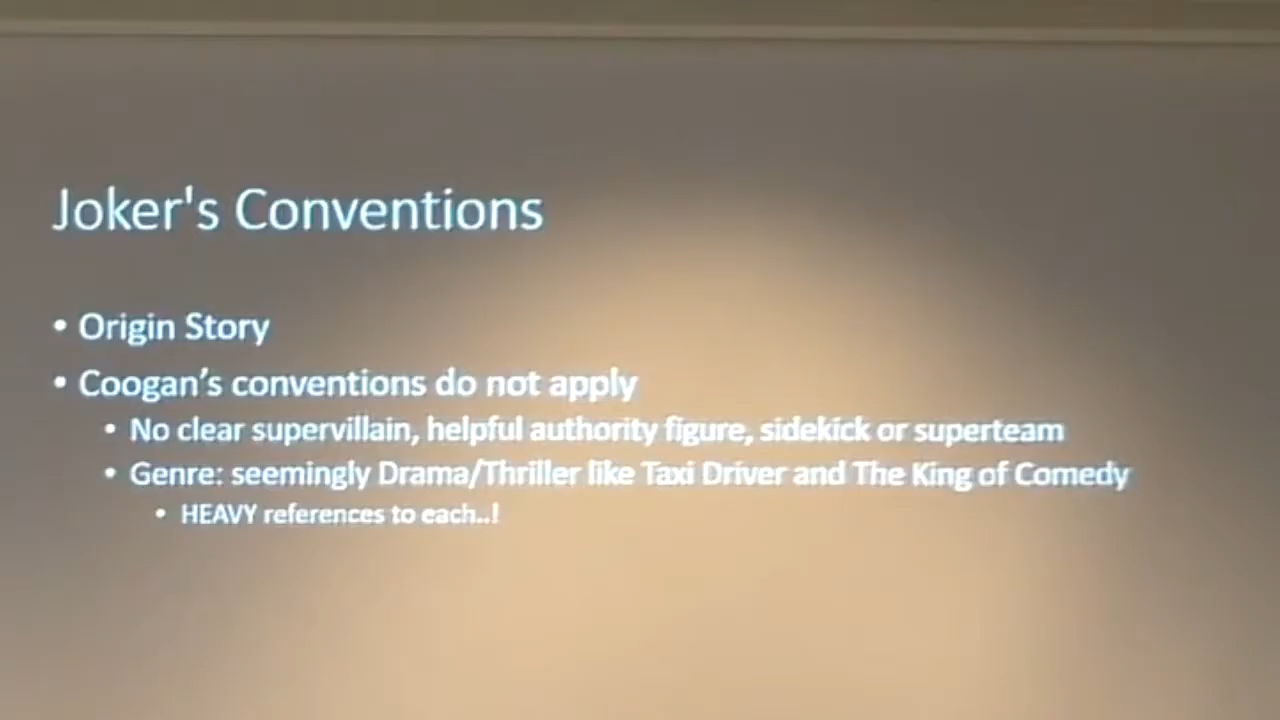 Joker's Conventions
• Origin Story
• Coogan’s conventions do not apply
• No clear supervillain, helpful authority figure, sidekick or superteam
• Genre: seemingly Drama/Thriller like Taxi Driver and The King of Comedy
• HEAVY references to each..!